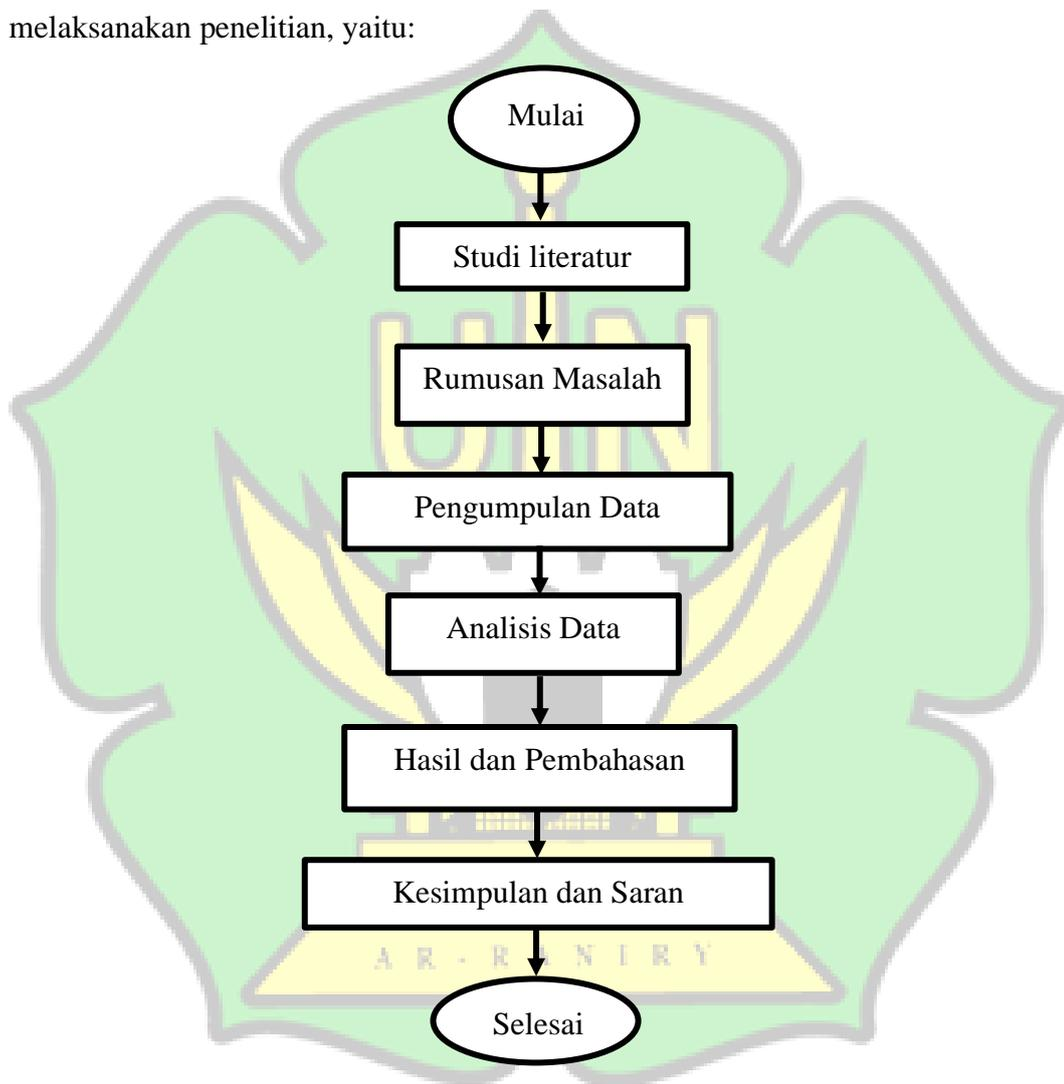 melaksanakan penelitian, yaitu:
Mulai
Studi literatur
UIN
Rumusan Masalah
Pengumpulan Data
Analisis Data
Hasil dan Pembahasan
Kesimpulan dan Saran
AR-RANIRY
Selesai